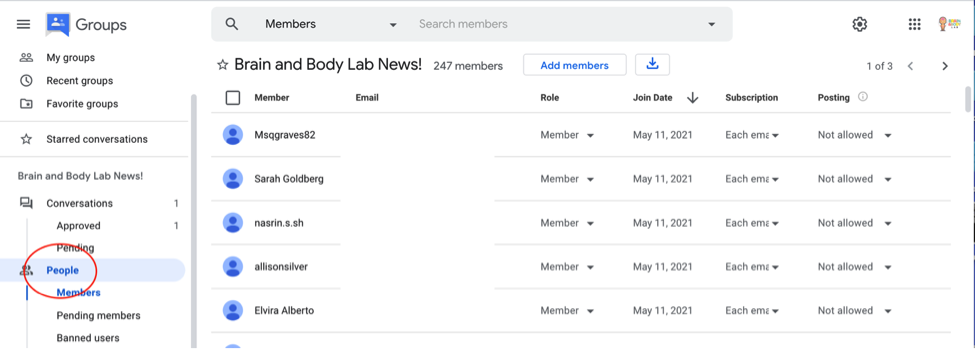 Groups
Members
Search members
My groups
Recent groups
Favorite groups
Starred conversations
Brain and Body Lab News!
Conversations 1
Approved 1
Pending
People
Members
Pending members
Banned users
Brain and Body Lab News! 247 members Add members 1 of 3
Member Email Role Join Date Subscription Posting
Msqgraves82 Member May 11, 2021 Each ema Not allowed
Sarah Goldberg Member May 11, 2021 Each ema Not allowed
nasrin.s.sh Member May 11, 2021 Each ema Not allowed
allisonsilver Member May 11, 2021 Each ema Not allowed
Elvira Alberto Member May 11, 2021 Each ema Not allowed